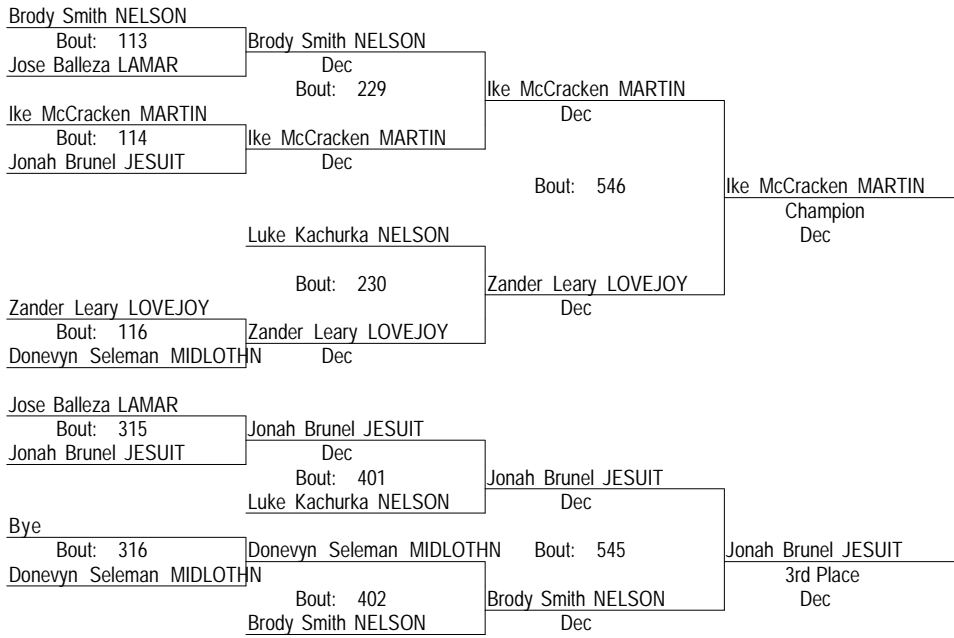 Brody Smith NELSON
Bout: 113
Brody Smith NELSON
Jose Balleza LAMAR
Dec
Bout: 229
Ike McCracken MARTIN
Ike McCracken MARTIN
Dec
Bout: 114
Ike McCracken MARTIN
Jonah Brunel JESUIT
Dec
Bout: 546
Ike McCracken MARTIN
Champion
Luke Kachurka NELSON
Dec
Bout: 230
Zander Leary LOVEJOY
Zander Leary LOVEJOY
Dec
Bout: 116
Zander Leary LOVEJOY
Donevyn Seleman MIDLOTHN
Dec
Jose Balleza LAMAR
Bout: 315
Jonah Brunel JESUIT
Jonah Brunel JESUIT
Dec
Bout: 401
Jonah Brunel JESUIT
Luke Kachurka NELSON
Dec
Bye
Bout: 316
Donevyn Seleman MIDLOTHN
Bout: 545
Jonah Brunel JESUIT
Donevyn Seleman MIDLOTHN
3rd Place
Bout: 402
Brody Smith NELSON
Dec
Brody Smith NELSON
Dec